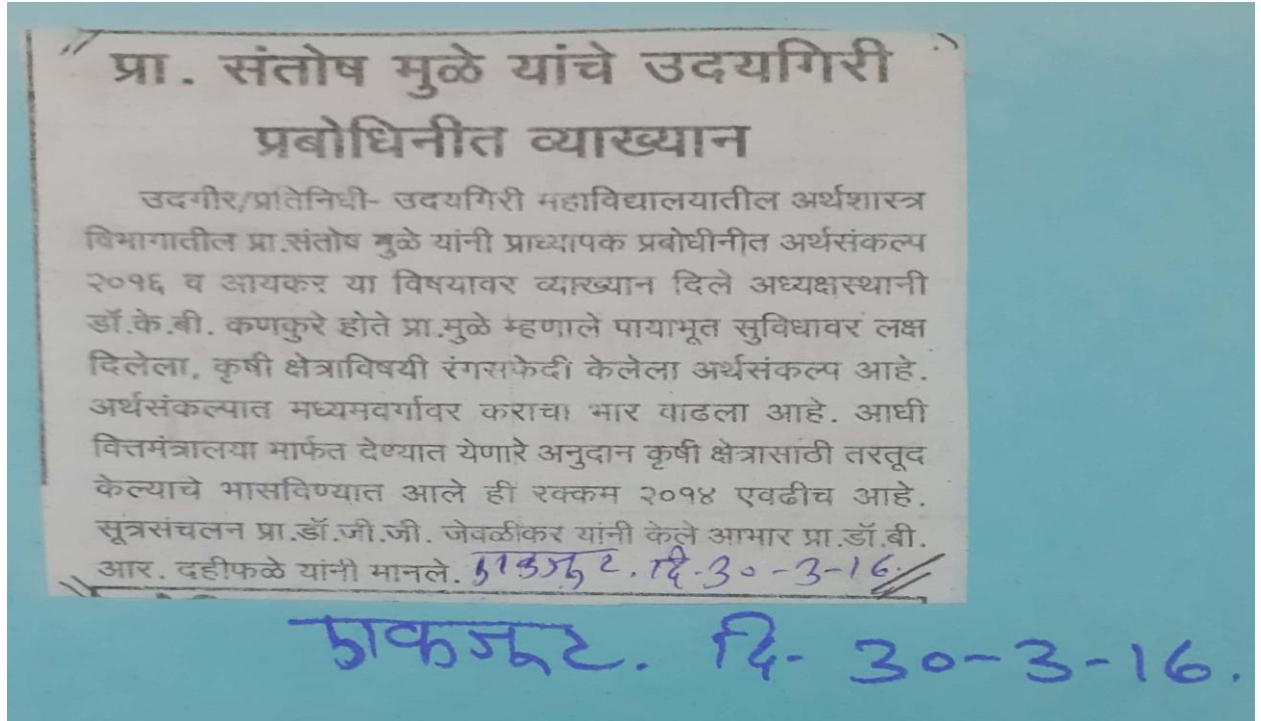 प्रा. संतोष मुळे यांचे उदयगिरी
प्रबोधिनीत व्याख्यान
उदगीर/प्रतिनिधी- उदयगिरी महाविद्यालयातील अर्थशास्त्र
विभागातील प्रा.संतोष मुळे यांनी प्राध्यापक प्रबोधीनीत अर्थसंकल्प
२०१६ व आयकर या विषयावर व्याख्यान दिले अध्यक्षस्थानी
डॉ.के.बी. कणकुरे होते प्रा.मुळे म्हणाले पायाभूत सुविधावर लक्ष
दिलेला, कृषी क्षेत्राविषयी रंगसफेदी केलेला अर्थसंकल्प आहे.
अर्थसंकल्पात मध्यमवर्गावर कराचा भार वाढला आहे. आधी
वित्तमंत्रालया मार्फत देण्यात येणारे अनुदान कृषी क्षेत्रासाठी तरतूद
केल्याचे भासविण्यात आले ही रक्कम २०१४ एवढीच आहे.
सूत्रसंचलन प्रा.डॉ.जी.जी. जेवळीकर यांनी केले आभार प्रा.डॉ.बी.
आर. दहीफळे यांनी मानले. एकजूट. दि-30-3-16.
एकजूट. दि- 30-3-16.